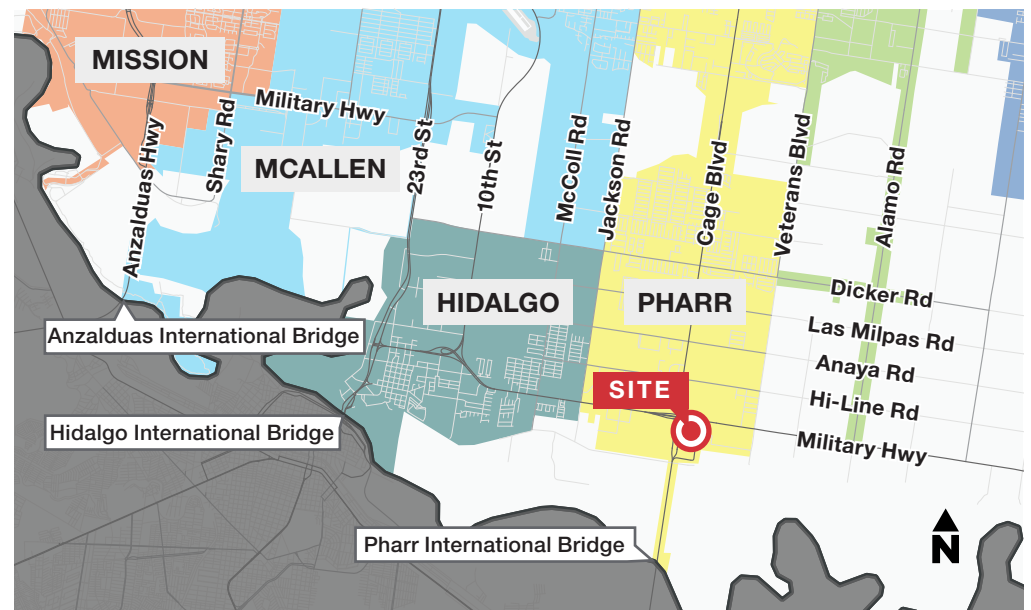 MISSION
Military Hwy
Anzalduas Hwy
Shary Rd
MCALLEN
23rd St
10th St
McColl Rd
Jackson Rd
Cage Blvd
Veterans Blvd
Alamo Rd
HIDALGO
PHARR
Dicker Rd
Las Milpas Rd
Anaya Rd
Hi-Line Rd
Military Hwy
Anzalduas International Bridge
SITE
Hidalgo International Bridge
Pharr International Bridge
N